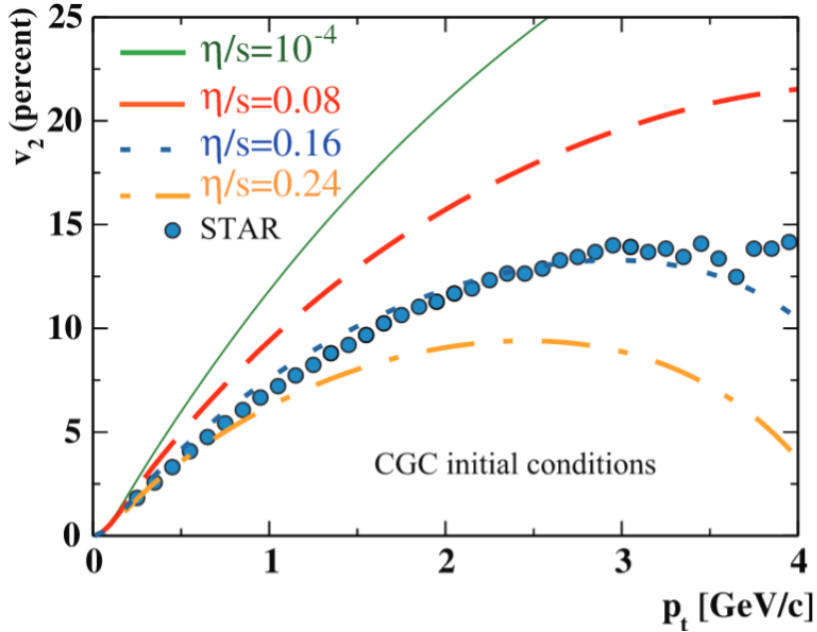 25
20
15
10
5
0
v₂ (percent)
η/s=10⁻⁴
η/s=0.08
η/s=0.16
η/s=0.24
STAR
CGC initial conditions
0 1 2 3 4
pₜ [GeV/c]